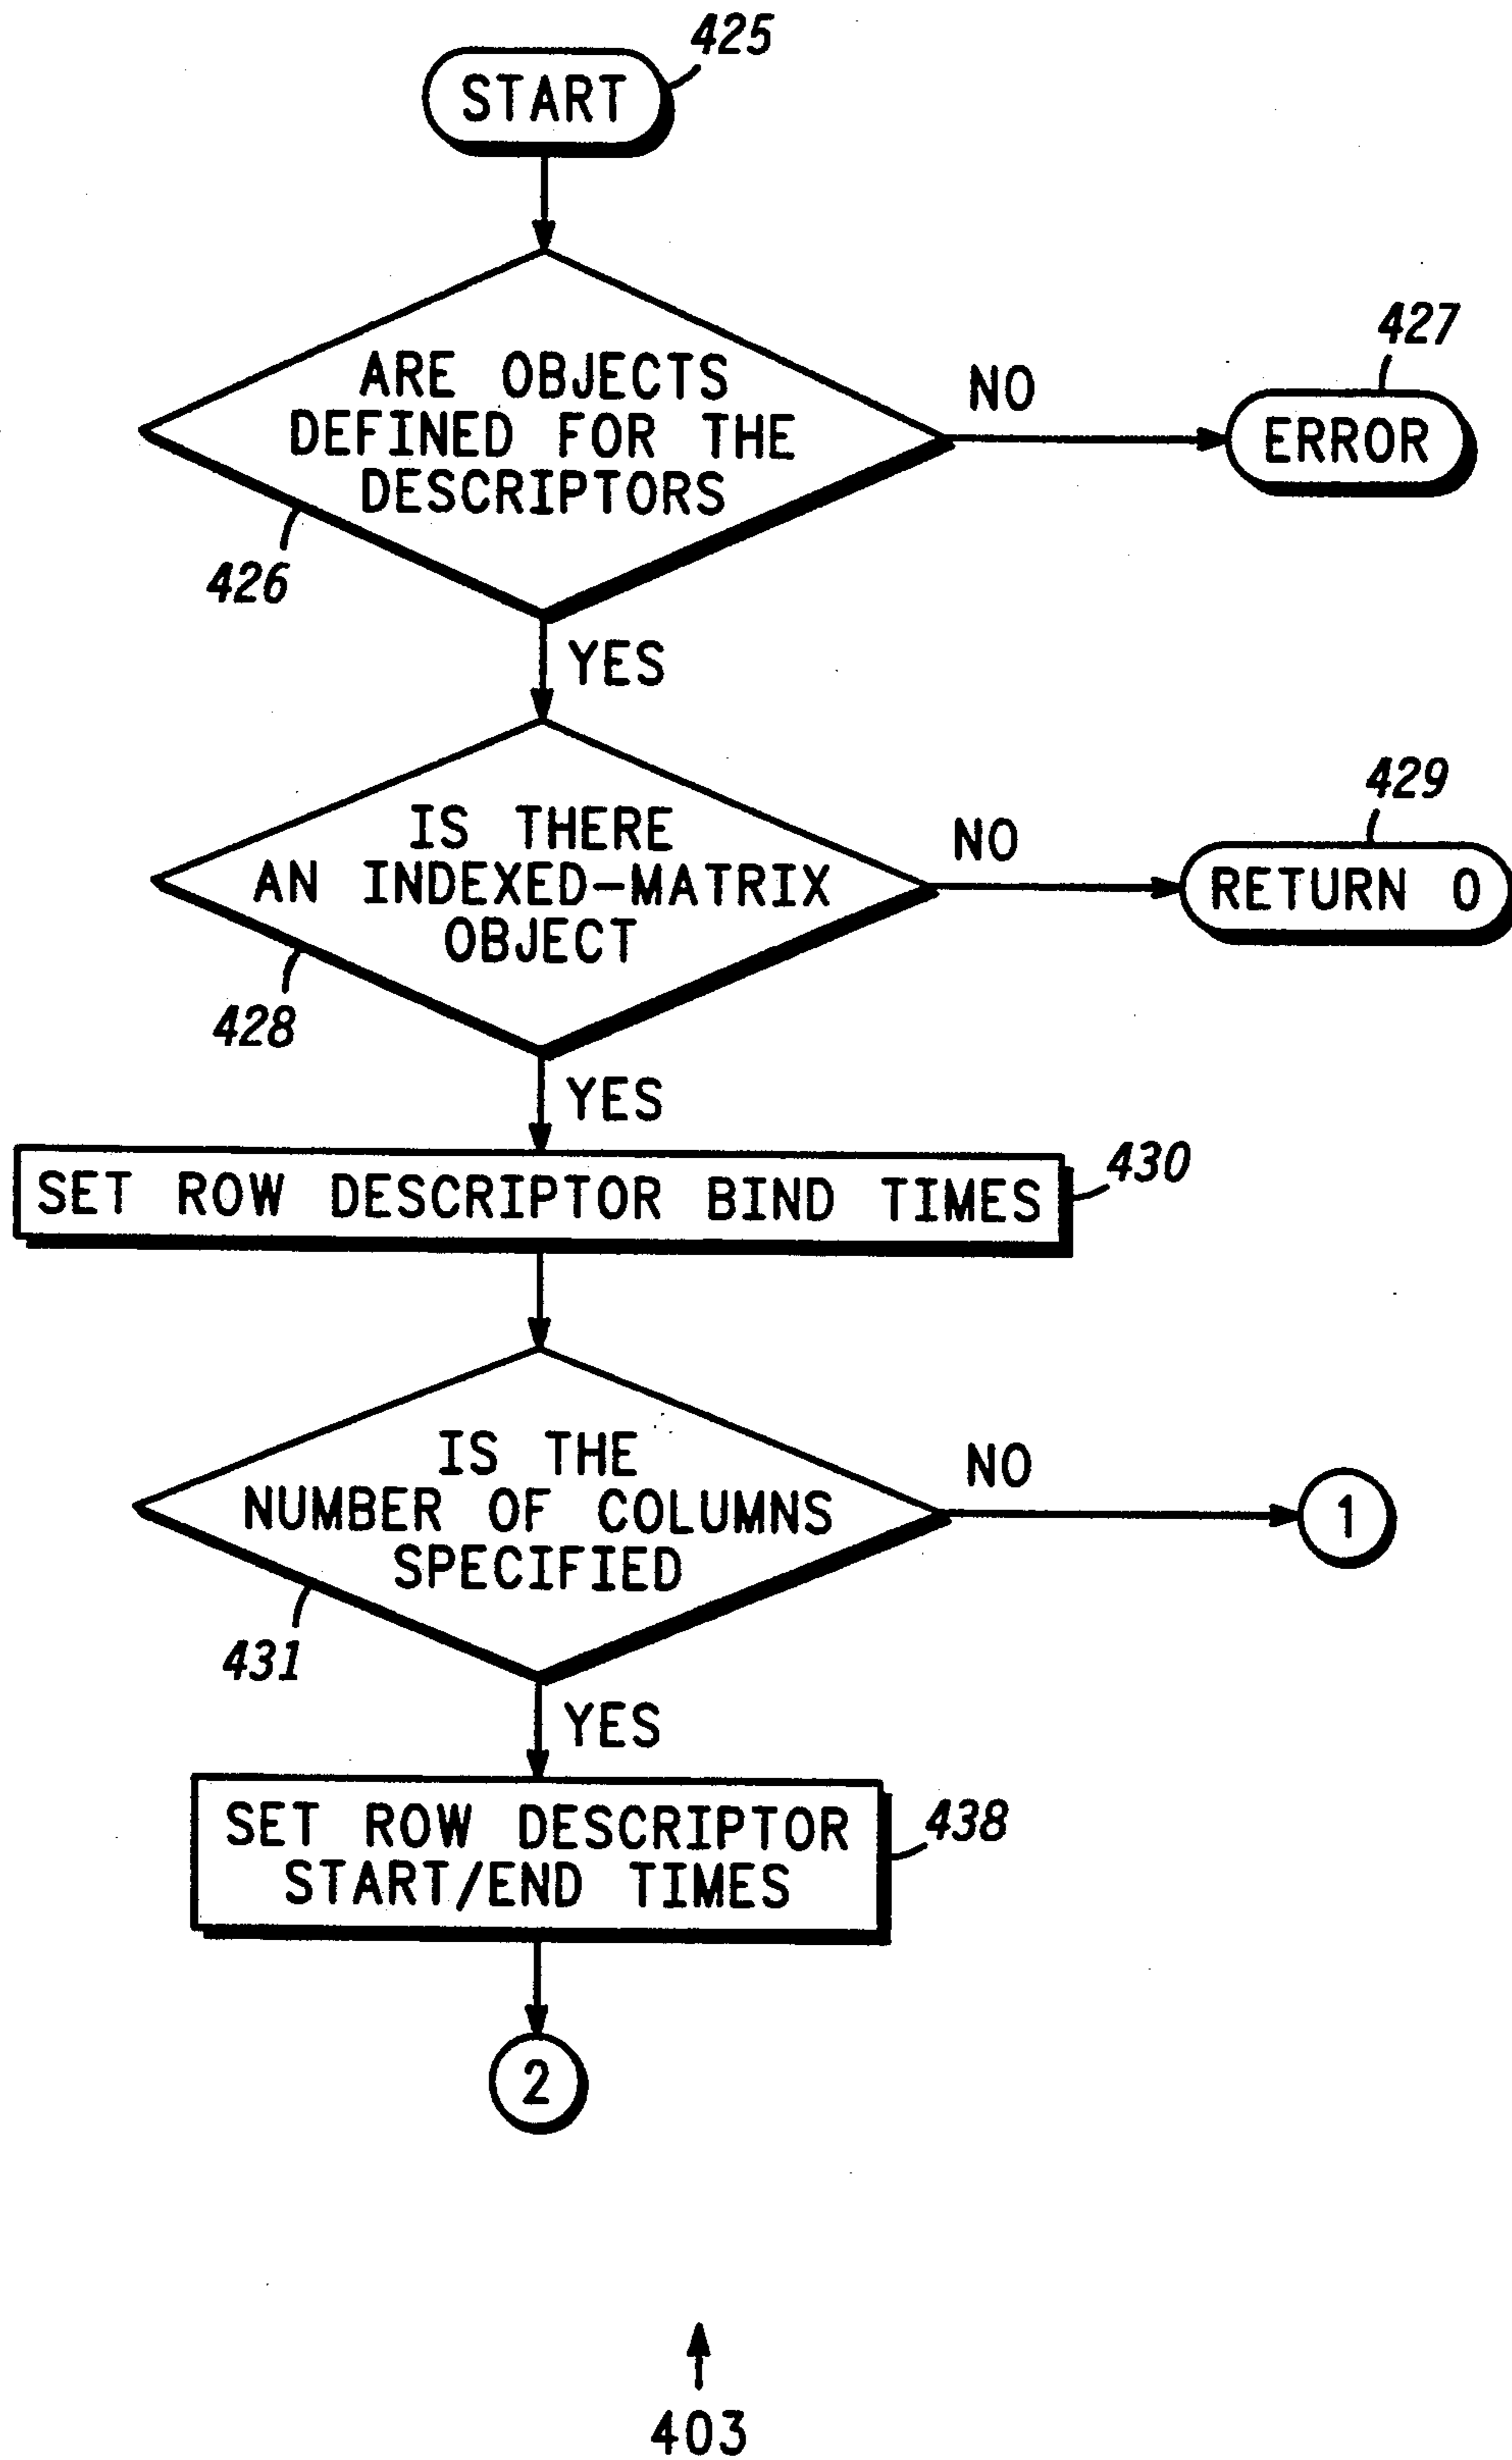 425
START
ARE OBJECTS
DEFINED FOR THE
DESCRIPTORS
426
NO
427
ERROR
YES
IS THERE
AN INDEXED-MATRIX
OBJECT
428
NO
429
RETURN 0
YES
SET ROW DESCRIPTOR BIND TIMES
430
IS THE
NUMBER OF COLUMNS
SPECIFIED
431
NO
1
YES
SET ROW DESCRIPTOR
START/END TIMES
438
2
403